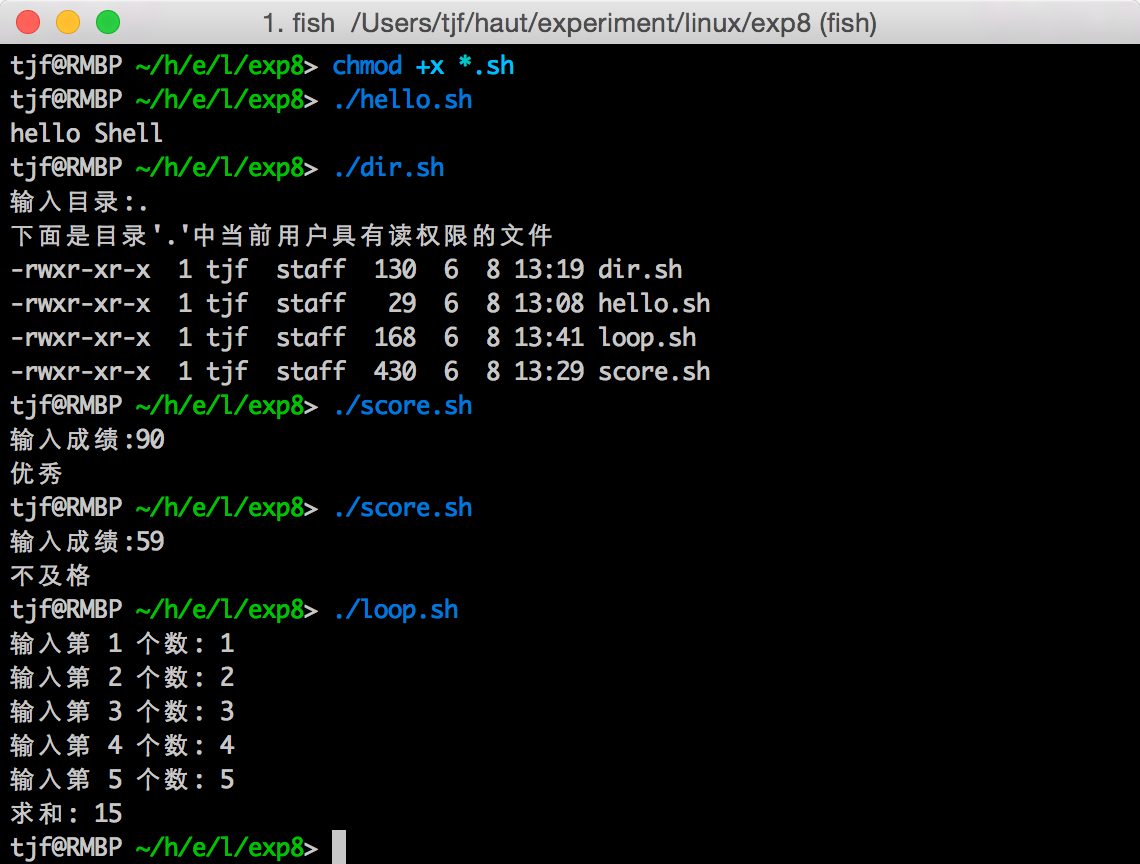 1. fish  /Users/tjf/haut/experiment/linux/exp8 (fish)
tjf@RMBP ~/h/e/l/exp8> chmod +x *.sh
tjf@RMBP ~/h/e/l/exp8> ./hello.sh
hello Shell
tjf@RMBP ~/h/e/l/exp8> ./dir.sh
输入目录:.
下面是目录'.'中当前用户具有读权限的文件
-rwxr-xr-x  1 tjf  staff  130  6  8 13:19 dir.sh
-rwxr-xr-x  1 tjf  staff   29  6  8 13:08 hello.sh
-rwxr-xr-x  1 tjf  staff  168  6  8 13:41 loop.sh
-rwxr-xr-x  1 tjf  staff  430  6  8 13:29 score.sh
tjf@RMBP ~/h/e/l/exp8> ./score.sh
输入成绩:90
优秀
tjf@RMBP ~/h/e/l/exp8> ./score.sh
输入成绩:59
不及格
tjf@RMBP ~/h/e/l/exp8> ./loop.sh
输入第 1 个数: 1
输入第 2 个数: 2
输入第 3 个数: 3
输入第 4 个数: 4
输入第 5 个数: 5
求和: 15
tjf@RMBP ~/h/e/l/exp8>